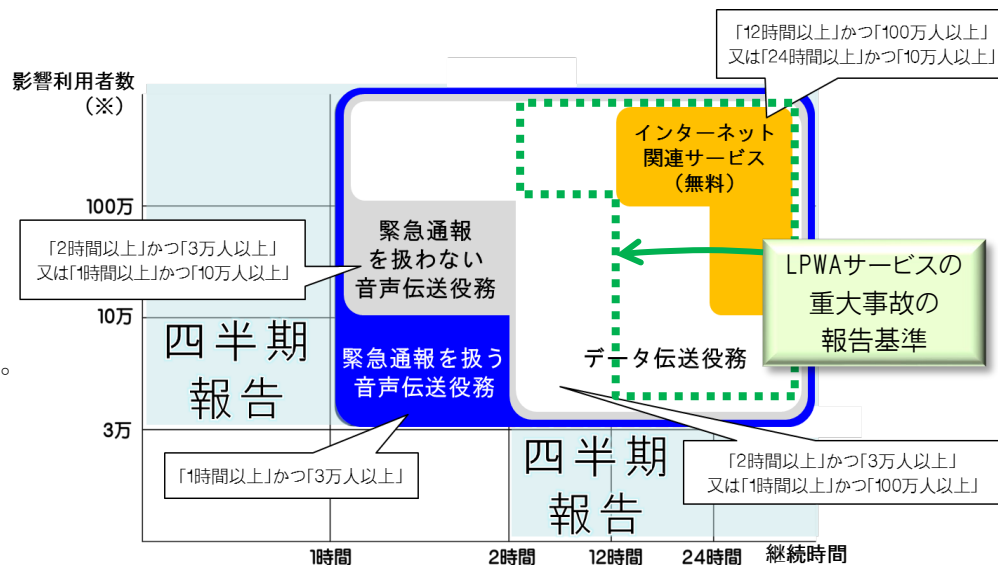 「12時間以上」かつ「100万人以上」
又は「24時間以上」かつ「10万人以上」
影響利用者数
（※）
インターネット
関連サービス
（無料）
100万
緊急通報
を扱わない
音声伝送役務
「2時間以上」かつ「3万人以上」
又は「1時間以上」かつ「10万人以上」
LPWAサービスの
重大事故の
報告基準
10万
四半期
報告
緊急通報を扱う
音声伝送役務
データ伝送役務
。
3万
四半期
報告
「1時間以上」かつ「3万人以上」
「2時間以上」かつ「3万人以上」
又は「1時間以上」かつ「100万人以上」
1時間
2時間
12時間
24時間
継続時間